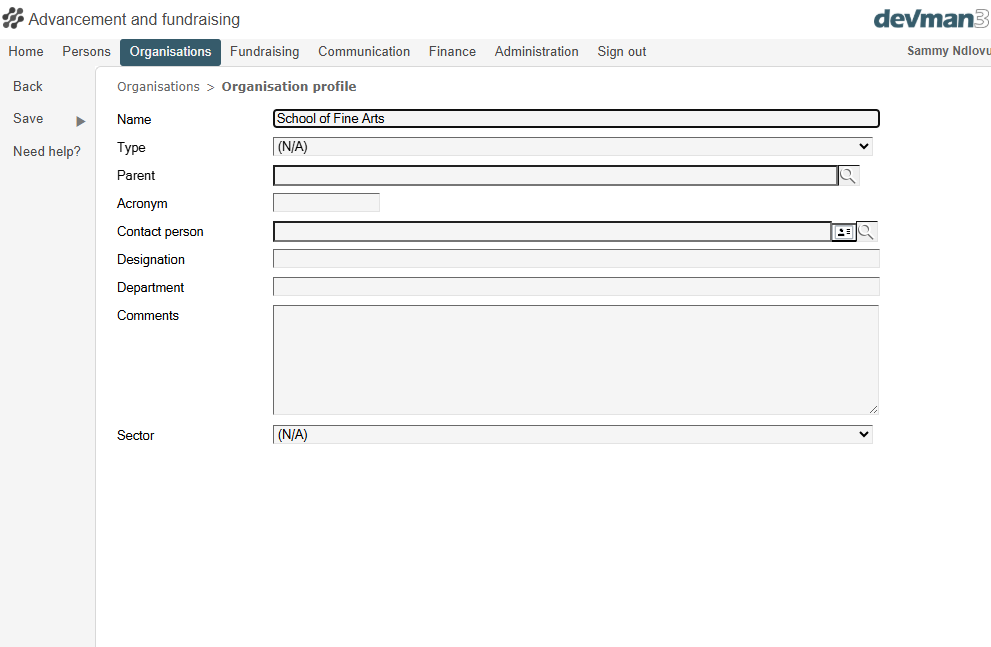 Advancement and fundraising
devman3
Home Persons Organisations Fundraising Communication Finance Administration Sign out Sammy Ndlovu
Back
Save
Need help?
Organisations > Organisation profile
Name School of Fine Arts
Type (N/A)
Parent
Acronym
Contact person
Designation
Department
Comments
Sector (N/A)